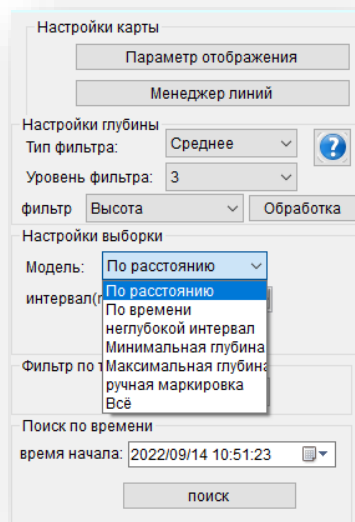 Настройки карты
Параметр отображения
Менеджер линий
Настройки глубины
Тип фильтра: Среднее
?
Уровень фильтра: 3
фильтр Высота Обработка
Настройки выборки
Модель: По расстоянию
интервал(
По расстоянию
По времени
неглубокой интервал
Минимальная глубина
Максимальная глубина
ручная маркировка
Всё
Фильтр по
Поиск по времени
время начала: 2022/09/14 10:51:23
поиск